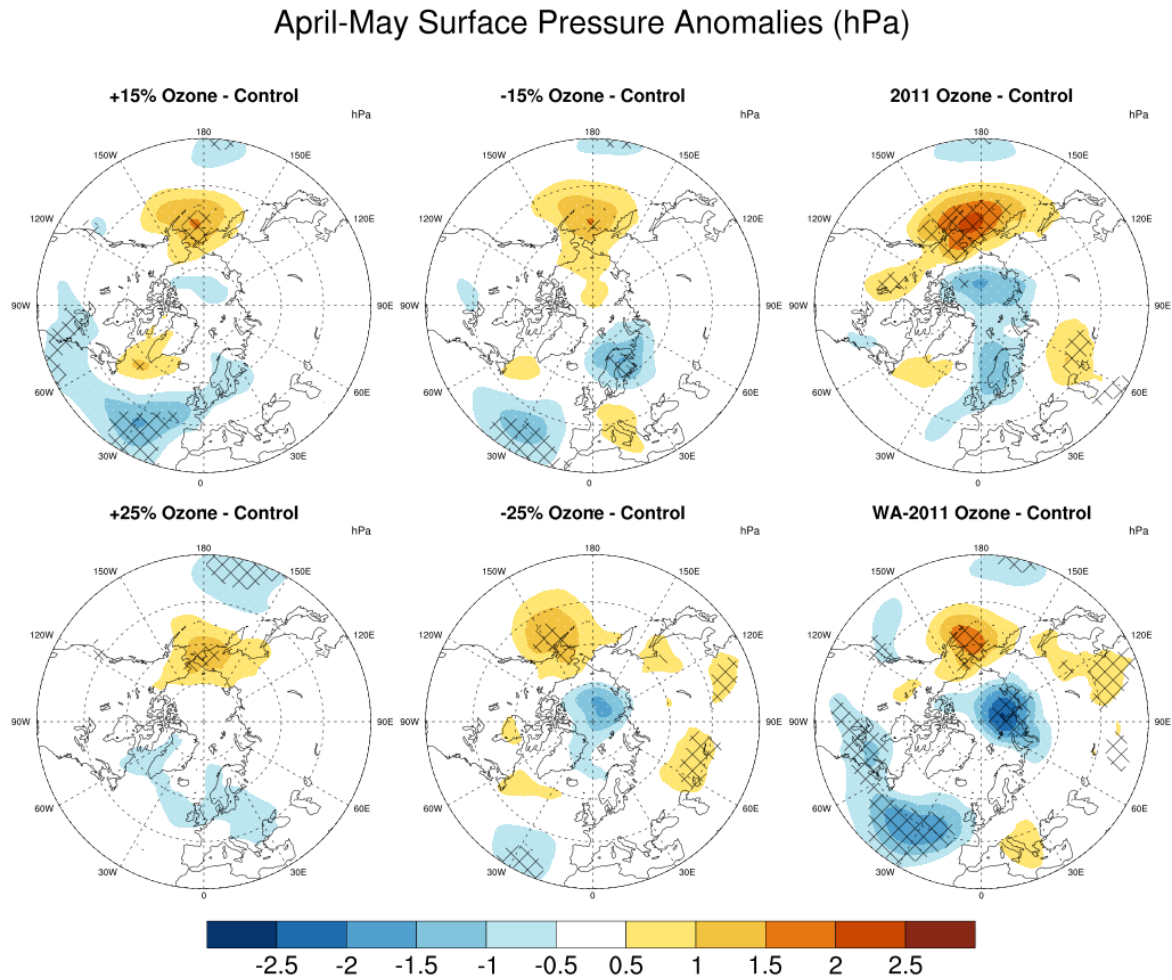 April-May Surface Pressure Anomalies (hPa)
+15% Ozone - Control
-15% Ozone - Control
2011 Ozone - Control
hPa
hPa
hPa
180
150W
150E
120W
120E
90W
90E
60W
60E
30W
30E
0
180
150W
150E
120W
120E
90W
90E
60W
60E
30W
30E
0
180
150W
150E
120W
120E
90W
90E
60W
60E
30W
30E
0
+25% Ozone - Control
-25% Ozone - Control
WA-2011 Ozone - Control
hPa
hPa
hPa
180
150W
150E
120W
120E
90W
90E
60W
60E
30W
30E
0
180
150W
150E
120W
120E
90W
90E
60W
60E
30W
30E
0
180
150W
150E
120W
120E
90W
90E
60W
60E
30W
30E
0
-2.5 -2 -1.5 -1 -0.5 0.5 1 1.5 2 2.5